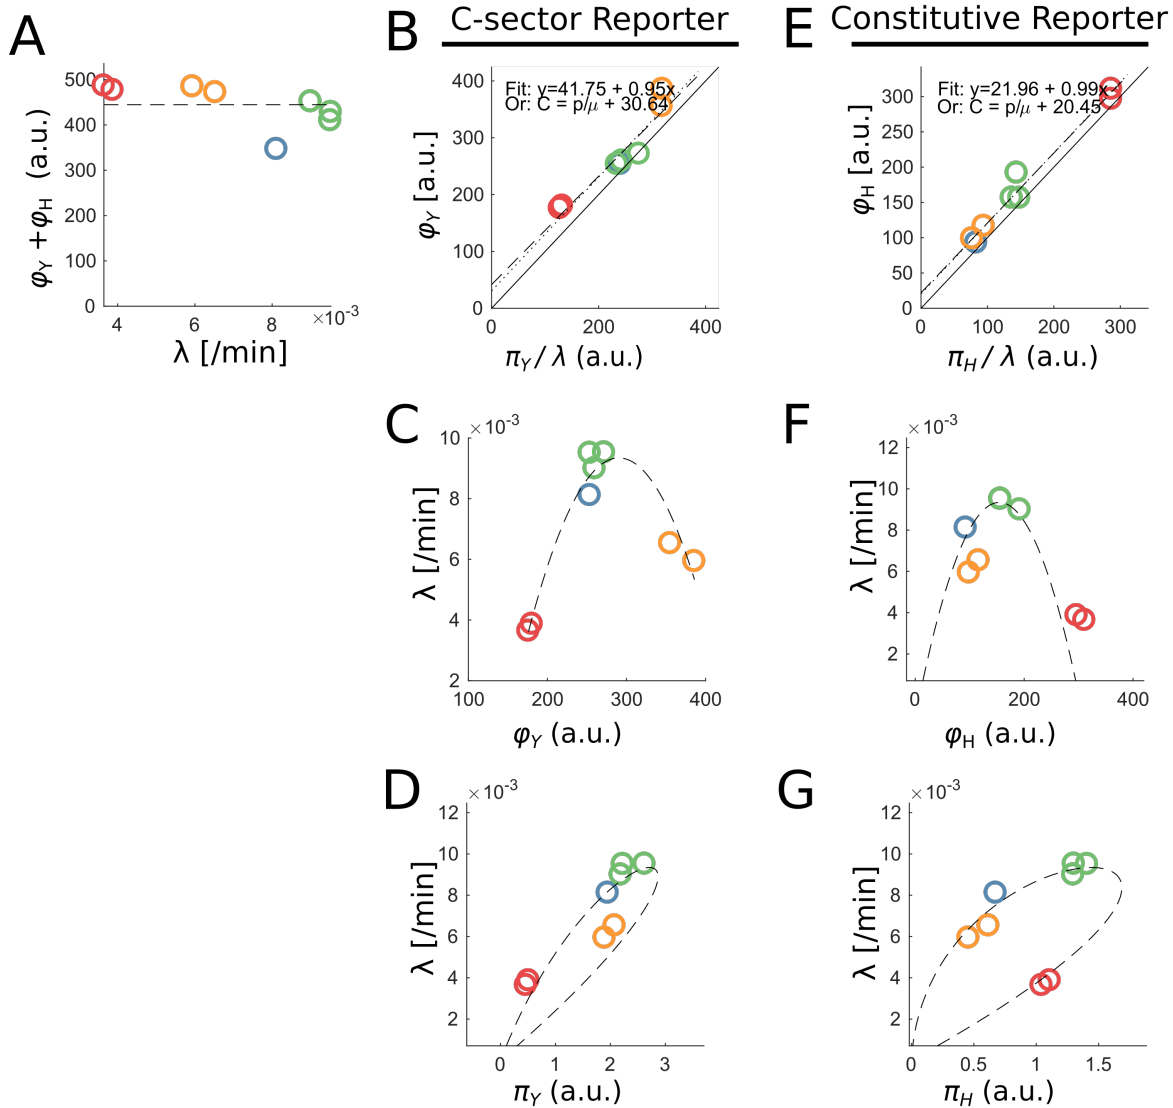 A
φY + φH (a.u.)
500
400
300
200
100
0
4
6
8
×10-3
λ [/min]
C-sector Reporter
B
Fit: y=41.75 + 0.95x
Or: C = p/μ + 30.64
φY [a.u.]
400
300
200
100
0
0
200
400
πY / λ (a.u.)
Constitutive Reporter
E
Fit: y=21.96 + 0.99x
Or: C = p/μ + 20.45
φH [a.u.]
300
250
200
150
100
50
0
0
100
200
300
πH / λ (a.u.)
C
×10-3
λ [/min]
10
8
6
4
2
100
200
300
400
φY (a.u.)
F
×10-3
λ [/min]
12
10
8
6
4
2
0
200
400
φH (a.u.)
D
×10-3
λ [/min]
12
10
8
6
4
2
0
1
2
3
πY (a.u.)
G
×10-3
λ [/min]
12
10
8
6
4
2
0
0.5
1
1.5
πH (a.u.)